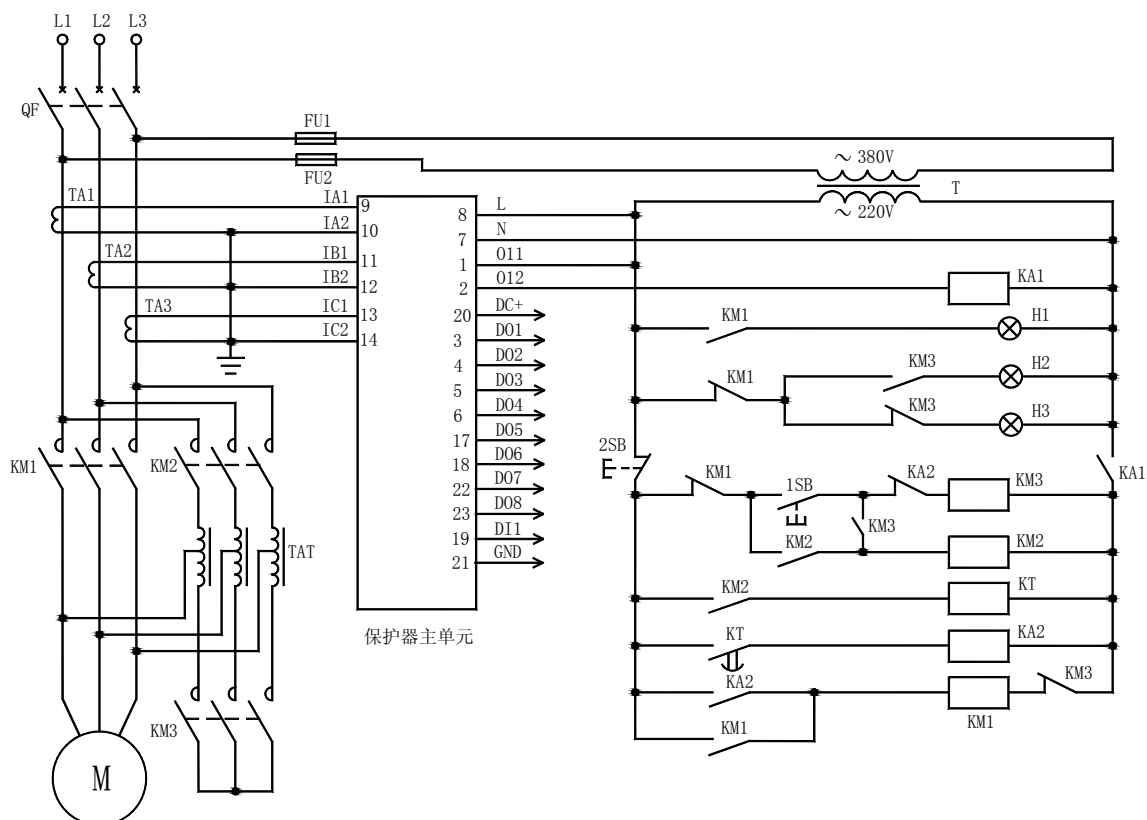 L1 L2 L3
QF
FU1
FU2
~380V
T
~220V
TA1
IA1
9
IA2
10
TA2
IB1
11
IB2
12
TA3
IC1
13
IC2
14
8
L
7
N
1
O11
2
O12
KA1
20
DC+
3
DO1
4
DO2
5
DO3
6
DO4
17
DO5
18
DO6
22
DO7
23
DO8
19
DI1
21
GND
保护器主单元
KM1
H1
KM1
KM3
H2
KM3
H3
2SB
KA1
KM1
1SB
KA2
KM3
KM3
KM2
KM2
KM2
KT
KT
KA2
KA2
KM3
KM1
KM1
KM1
KM2
TAT
KM3
M